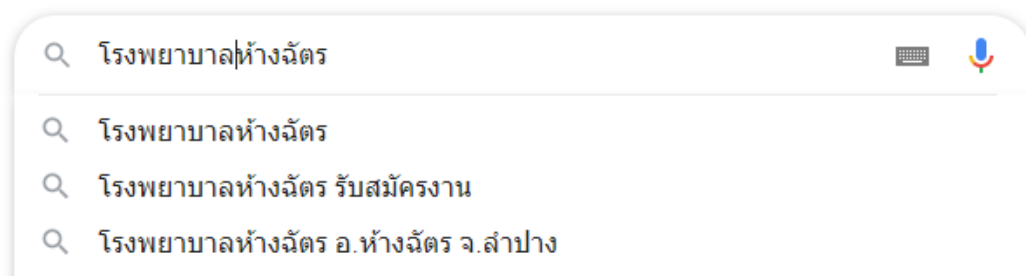 โรงพยาบาลห้างฉัตร
โรงพยาบาลห้างฉัตร
โรงพยาบาลห้างฉัตร รับสมัครงาน
โรงพยาบาลห้างฉัตร อ.ห้างฉัตร จ.ลําปาง